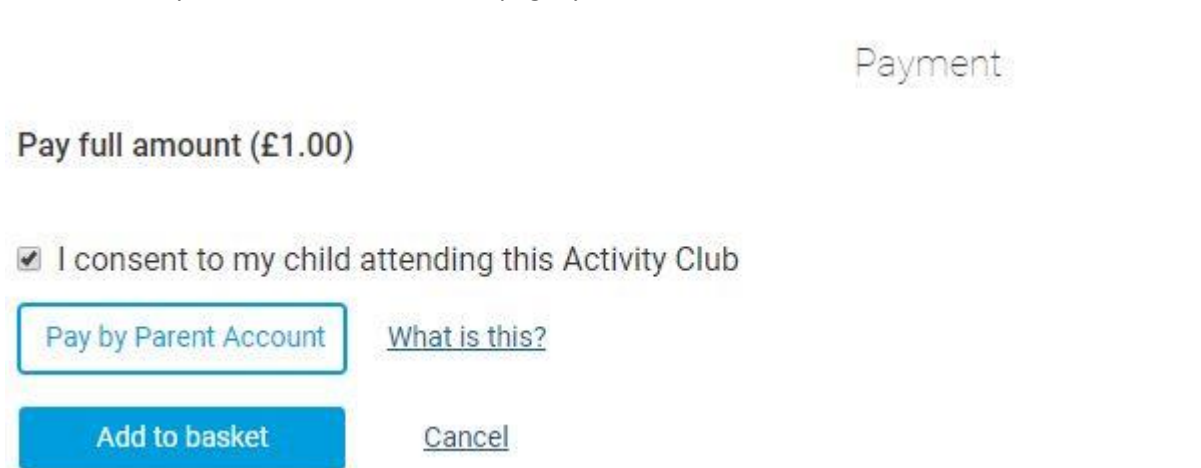 Payment
Pay full amount (£1.00)
I consent to my child attending this Activity Club
Pay by Parent Account What is this?
Add to basket Cancel